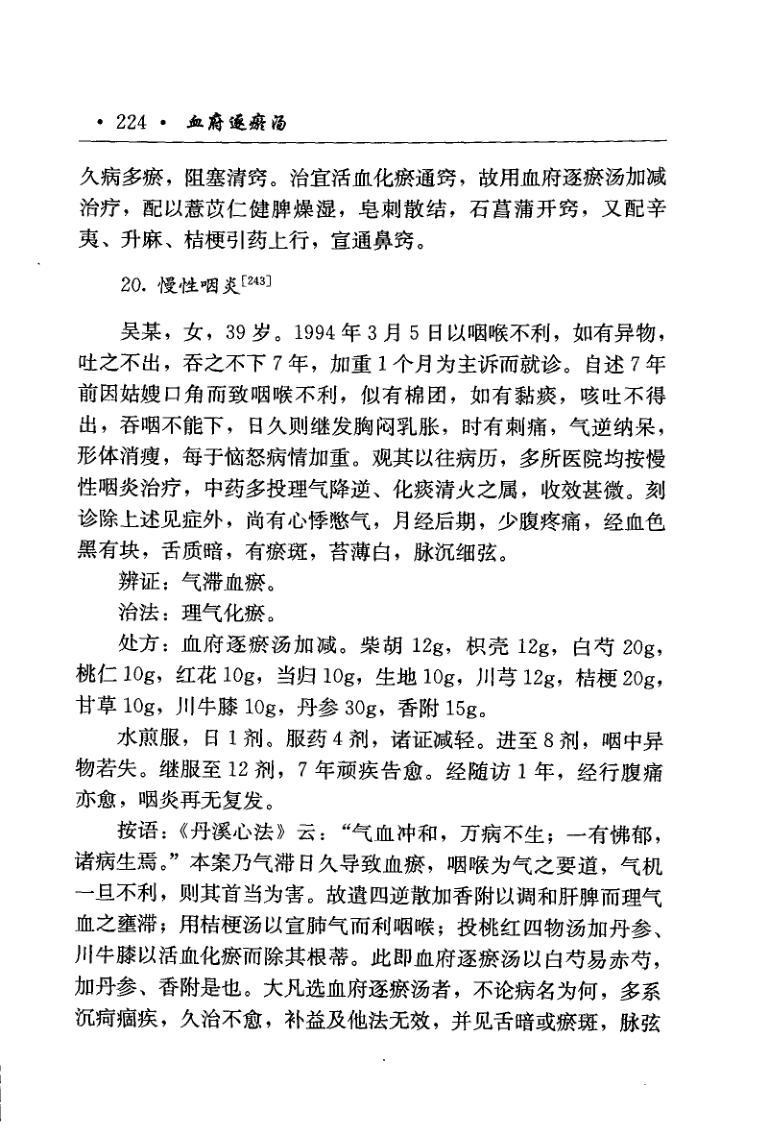 • 224 • 血府逐瘀汤
久病多瘀，阻塞清窍。治宜活血化瘀通窍，故用血府逐瘀汤加减
治疗，配以薏苡仁健脾燥湿，皂刺散结，石菖蒲开窍，又配辛
夷、升麻、桔梗引药上行，宣通鼻窍。
20. 慢性咽炎[243]
吴某，女，39 岁。1994 年 3 月 5 日以咽喉不利，如有异物，
吐之不出，吞之不下 7 年，加重 1 个月为主诉而就诊。自述 7 年
前因姑嫂口角而致咽喉不利，似有棉团，如有黏痰，咳吐不得
出，吞咽不能下，日久则继发胸闷乳胀，时有刺痛，气逆纳呆，
形体消瘦，每于恼怒病情加重。观其以往病历，多所医院均按慢
性咽炎治疗，中药多投理气降逆、化痰清火之属，收效甚微。刻
诊除上述见症外，尚有心悸憋气，月经后期，少腹疼痛，经血色
黑有块，舌质暗，有瘀斑，苔薄白，脉沉细弦。
辨证：气滞血瘀。
治法：理气化瘀。
处方：血府逐瘀汤加减。柴胡 12g，枳壳 12g，白芍 20g，
桃仁 10g，红花 10g，当归 10g，生地 10g，川芎 12g，桔梗 20g，
甘草 10g，川牛膝 10g，丹参 30g，香附 15g。
水煎服，日 1 剂。服药 4 剂，诸证减轻。进至 8 剂，咽中异
物若失。继服至 12 剂，7 年顽疾告愈。经随访 1 年，经行腹痛
亦愈，咽炎再无复发。
按语：《丹溪心法》云：“气血冲和，万病不生；一有怫郁，
诸病生焉。”本案乃气滞日久导致血瘀，咽喉为气之要道，气机
一旦不利，则其首当为害。故遣四逆散加香附以调和肝脾而理气
血之壅滞；用桔梗汤以宣肺气而利咽喉；投桃红四物汤加丹参、
川牛膝以活血化瘀而除其根蒂。此即血府逐瘀汤以白芍易赤芍，
加丹参、香附是也。大凡选血府逐瘀汤者，不论病名为何，多系
沉疴痼疾，久治不愈，补益及他法无效，并见舌暗或瘀斑，脉弦